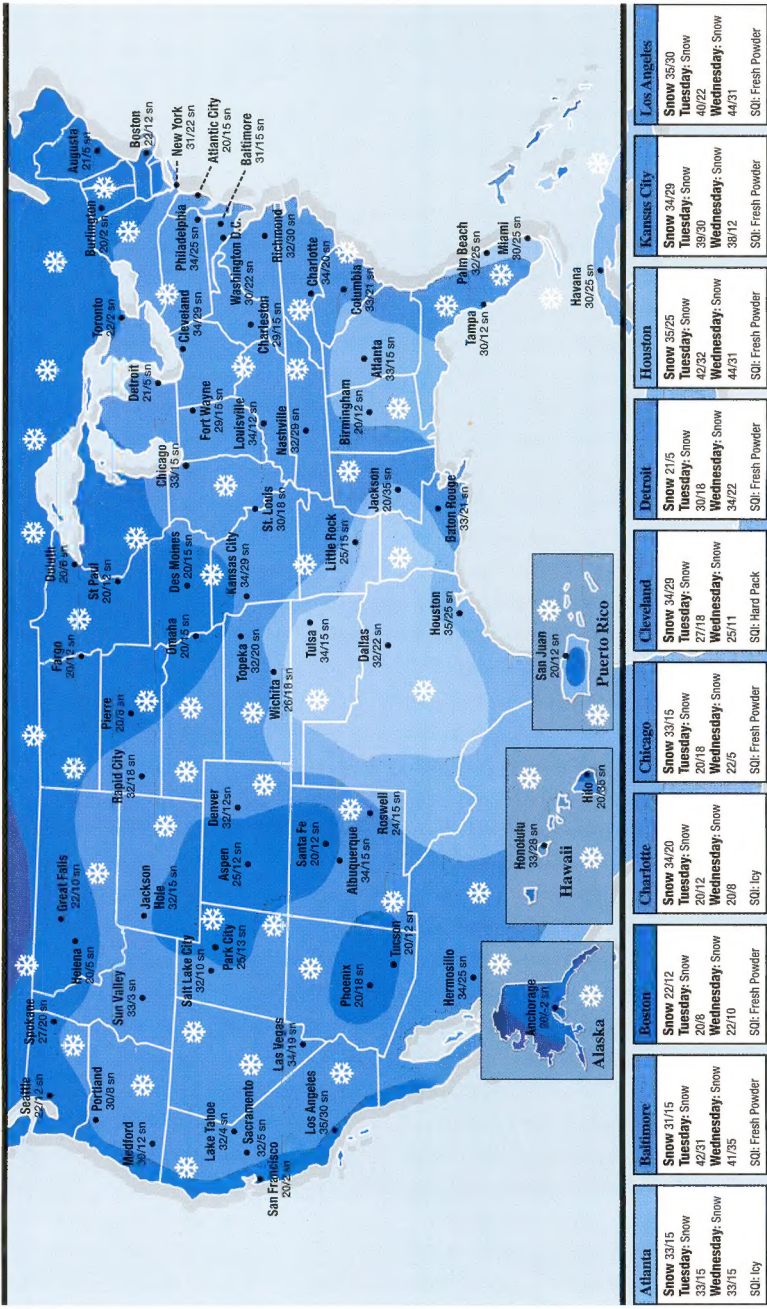 Seattle
22/12 sn
Spokane
27/20 sn
Portland
30/8 sn
Medford
30/12 sn
Helena
20/5 sn
Great Falls
22/10 sn
Sun Valley
33/3 sn
Jackson
Hole
32/15 sn
Rapid City
32/18 sn
Pierre
20/8 sn
Fargo
20/12 sn
Duluth
20/6 sn
St Paul
20/12 sn
Lake Tahoe
32/4 sn
Sacramento
32/5 sn
San Francisco
Salt Lake City
32/10 sn
Park City
25/13 sn
Aspen
25/12 sn
Denver
32/12sn
Omaha
20/15 sn
Des Moines
20/15 sn
Topeka
32/20 sn
Kansas City
34/29 sn
Wichita
26/18 sn
St. Louis
30/18 sn
Chicago
33/15 sn
Detroit
21/5 sn
Toronto
22/2 sn
Cleveland
34/29 sn
Fort Wayne
29/15 sn
Louisville
34/12 sn
Nashville
32/29 sn
Charleston
29/15 sn
Burlington
20/2 sn
Augusta
21/5 sn
Boston
22/12 sn
New York
31/22 sn
Atlantic City
20/15 sn
Baltimore
31/15 sn
Philadelphia
34/25 sn
Washington D.C.
30/22 sn
Richmond
32/30 sn
Charlotte
34/20 sn
Columbia
33/21 sn
Los Angeles
35/30 sn
Las Vegas
34/19 sn
Phoenix
20/18 sn
Tucson
20/12 sn
Santa Fe
20/12 sn
Albuquerque
34/15 sn
Roswell
24/15 sn
Tulsa
34/15 sn
Dallas
32/22 sn
Little Rock
25/15 sn
Birmingham
20/12 sn
Atlanta
33/15 sn
Jackson
20/35 sn
Baton Rouge
33/21 sn
Houston
35/25 sn
Hermosillo
34/25 sn
Tampa
30/12 sn
Palm Beach
32/25 sn
Miami
30/25 sn
Havana
30/25 sn
Anchorage
20/-2 sn
Alaska
Honolulu
33/28 sn
Hilo
20/35 sn
Hawaii
San Juan
20/12 sn
Puerto Rico
Atlanta
Snow 33/15
Tuesday: Snow
33/15
Wednesday: Snow
33/15
SQI: Icy
Baltimore
Snow 31/15
Tuesday: Snow
42/31
Wednesday: Snow
41/35
SQI: Fresh Powder
Boston
Snow 22/12
Tuesday: Snow
20/8
Wednesday: Snow
22/10
SQI: Fresh Powder
Charlotte
Snow 34/20
Tuesday: Snow
20/12
Wednesday: Snow
20/8
SQI: Icy
Chicago
Snow 33/15
Tuesday: Snow
20/18
Wednesday: Snow
22/5
SQI: Fresh Powder
Cleveland
Snow 34/29
Tuesday: Snow
27/18
Wednesday: Snow
25/11
SQI: Hard Pack
Detroit
Snow 21/5
Tuesday: Snow
30/18
Wednesday: Snow
34/22
SQI: Fresh Powder
Houston
Snow 35/25
Tuesday: Snow
42/32
Wednesday: Snow
44/31
SQI: Fresh Powder
Kansas City
Snow 34/29
Tuesday: Snow
39/30
Wednesday: Snow
38/12
SQI: Fresh Powder
Los Angeles
Snow 35/30
Tuesday: Snow
40/22
Wednesday: Snow
44/31
SQI: Fresh Powder